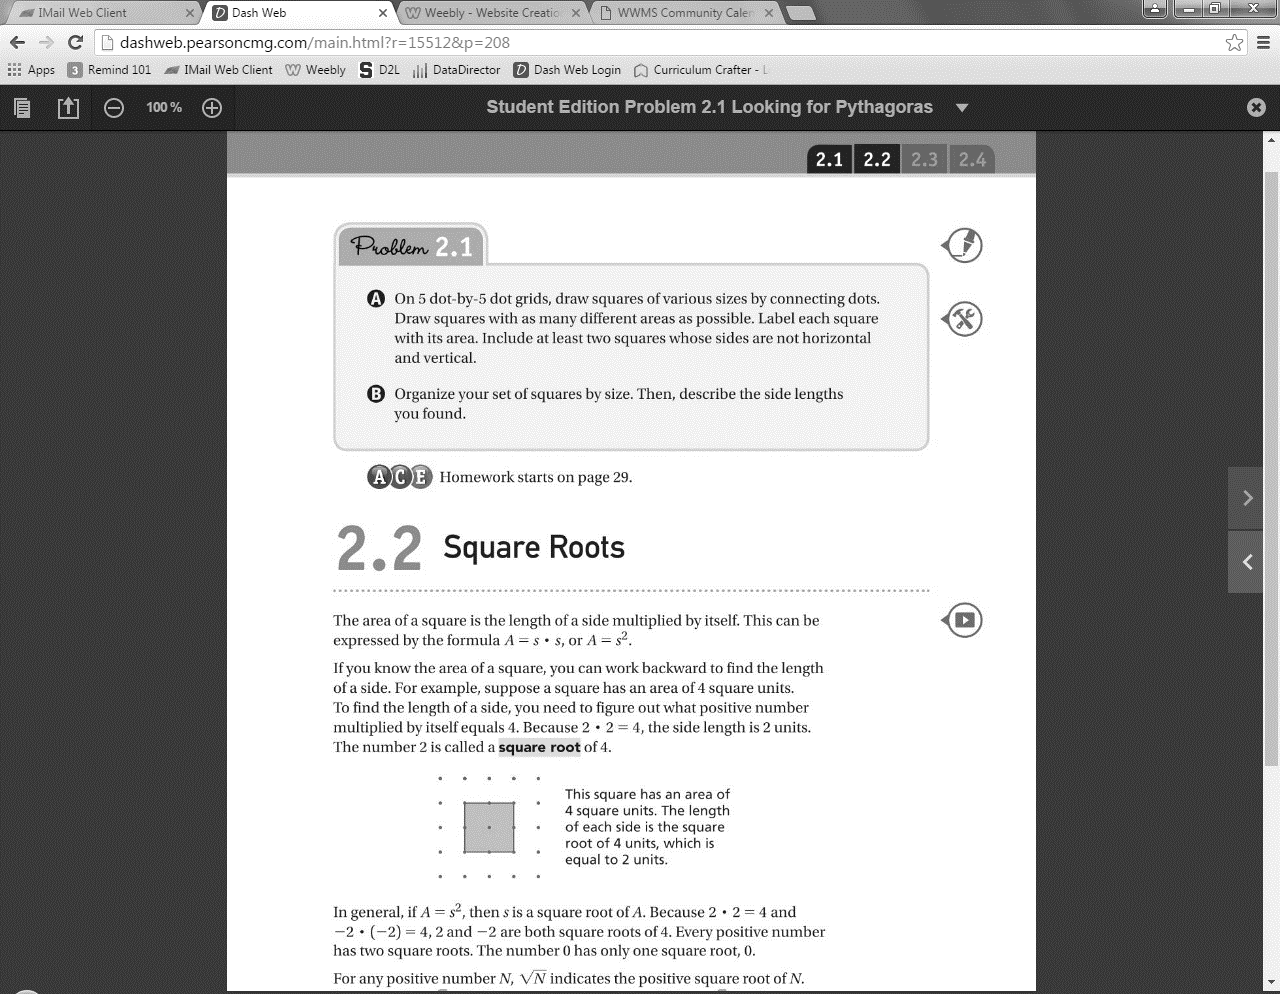 IMail Web Client
Dash Web
Weebly - Website Creatio
WWMS Community Calen
dashweb.pearsoncmg.com/main.html?r=15512&p=208
Apps
3 Remind 101
IMail Web Client
Weebly
D2L
DataDirector
Dash Web Login
Curriculum Crafter -
100 %
Student Edition Problem 2.1 Looking for Pythagoras
2.1 2.2 2.3 2.4
Problem 2.1
A On 5 dot-by-5 dot grids, draw squares of various sizes by connecting dots.
Draw squares with as many different areas as possible. Label each square
with its area. Include at least two squares whose sides are not horizontal
and vertical.
B Organize your set of squares by size. Then, describe the side lengths
you found.
ACE Homework starts on page 29.
2.2 Square Roots
The area of a square is the length of a side multiplied by itself. This can be
expressed by the formula A = s • s, or A = s².
If you know the area of a square, you can work backward to find the length
of a side. For example, suppose a square has an area of 4 square units.
To find the length of a side, you need to figure out what positive number
multiplied by itself equals 4. Because 2 • 2 = 4, the side length is 2 units.
The number 2 is called a square root of 4.
This square has an area of
4 square units. The length
of each side is the square
root of 4 units, which is
equal to 2 units.
In general, if A = s², then s is a square root of A. Because 2 • 2 = 4 and
−2 • (−2) = 4, 2 and −2 are both square roots of 4. Every positive number
has two square roots. The number 0 has only one square root, 0.
For any positive number N, √N indicates the positive square root of N.